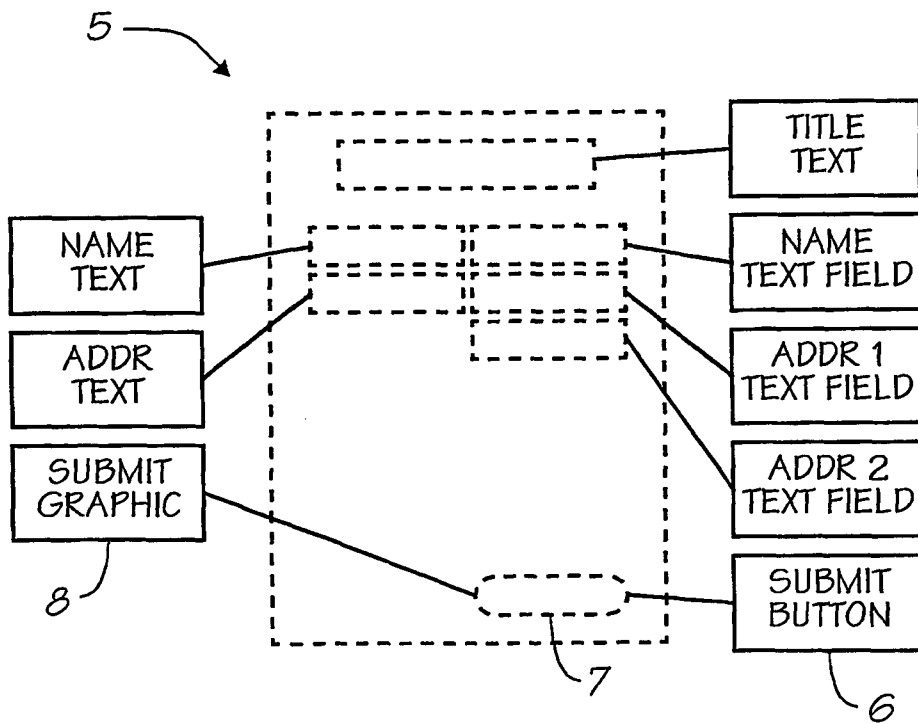 5
TITLE
TEXT
NAME
TEXT
NAME
TEXT FIELD
ADDR
TEXT
ADDR 1
TEXT FIELD
SUBMIT
GRAPHIC
ADDR 2
TEXT FIELD
SUBMIT
BUTTON
8
7
6